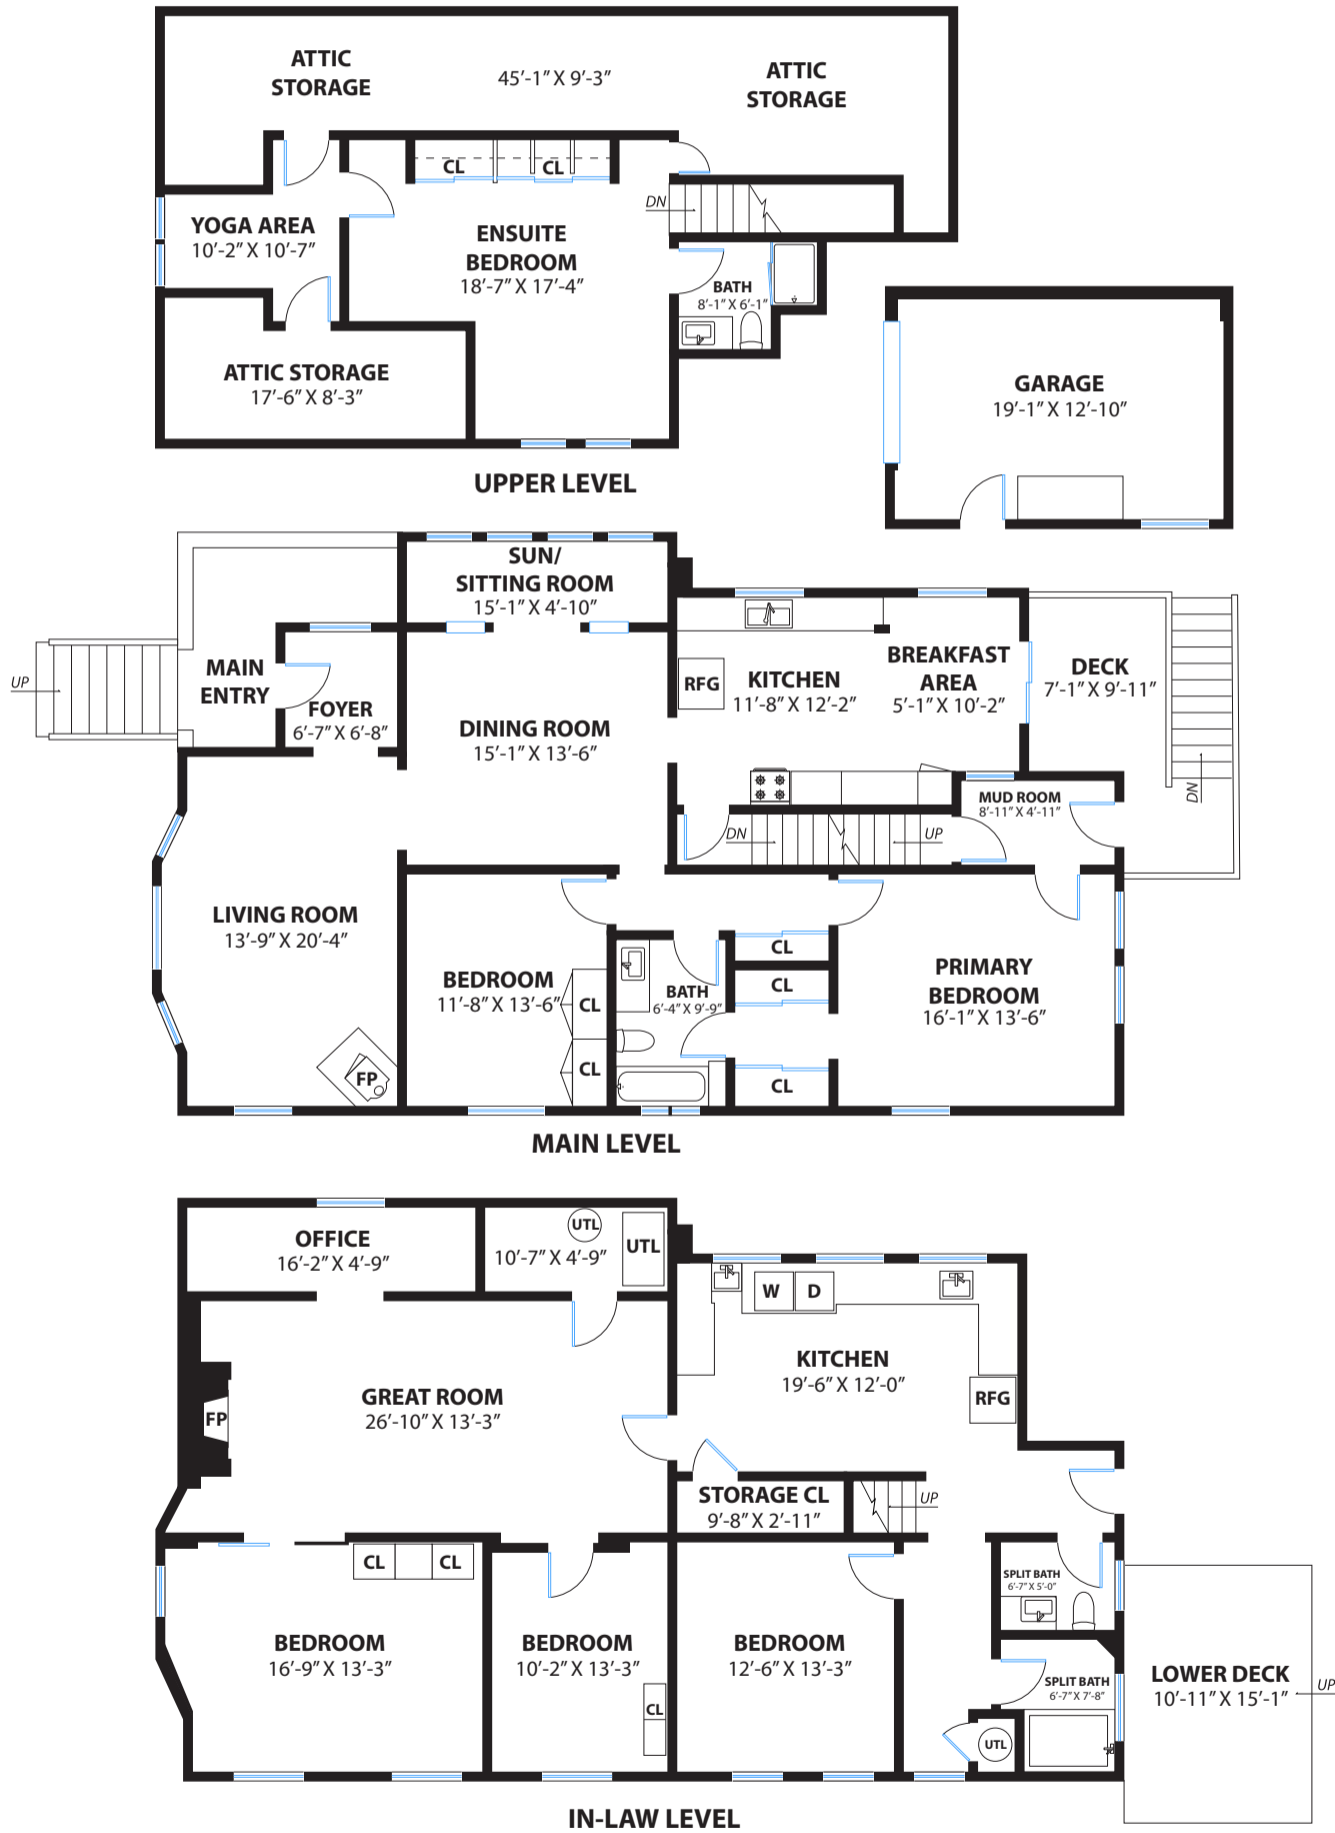 ATTIC
STORAGE
45'-1" X 9'-3"
ATTIC
STORAGE
CL
CL
DN
YOGA AREA
10'-2" X 10'-7"
ENSUITE
BEDROOM
18'-7" X 17'-4"
BATH
8'-1" X 6'-1"
ATTIC STORAGE
17'-6" X 8'-3"
GARAGE
19'-1" X 12'-10"
UPPER LEVEL
SUN/
SITTING ROOM
15'-1" X 4'-10"
MAIN
ENTRY
UP
FOYER
6'-7" X 6'-8"
DINING ROOM
15'-1" X 13'-6"
RFG
KITCHEN
11'-8" X 12'-2"
BREAKFAST
AREA
5'-1" X 10'-2"
DECK
7'-1" X 9'-11"
DN
MUD ROOM
8'-11" X 4'-11"
DN
UP
LIVING ROOM
13'-9" X 20'-4"
FP
BEDROOM
11'-8" X 13'-6"
CL
CL
BATH
6'-4" X 9'-9"
CL
CL
CL
PRIMARY
BEDROOM
16'-1" X 13'-6"
MAIN LEVEL
OFFICE
16'-2" X 4'-9"
UTL
UTL
10'-7" X 4'-9"
W
D
KITCHEN
19'-6" X 12'-0"
RFG
GREAT ROOM
26'-10" X 13'-3"
FP
STORAGE CL
9'-8" X 2'-11"
UP
CL
CL
BEDROOM
16'-9" X 13'-3"
BEDROOM
10'-2" X 13'-3"
CL
BEDROOM
12'-6" X 13'-3"
SPLIT BATH
6'-7" X 5'-0"
SPLIT BATH
6'-7" X 7'-8"
UTL
LOWER DECK
10'-11" X 15'-1"
UP
IN-LAW LEVEL